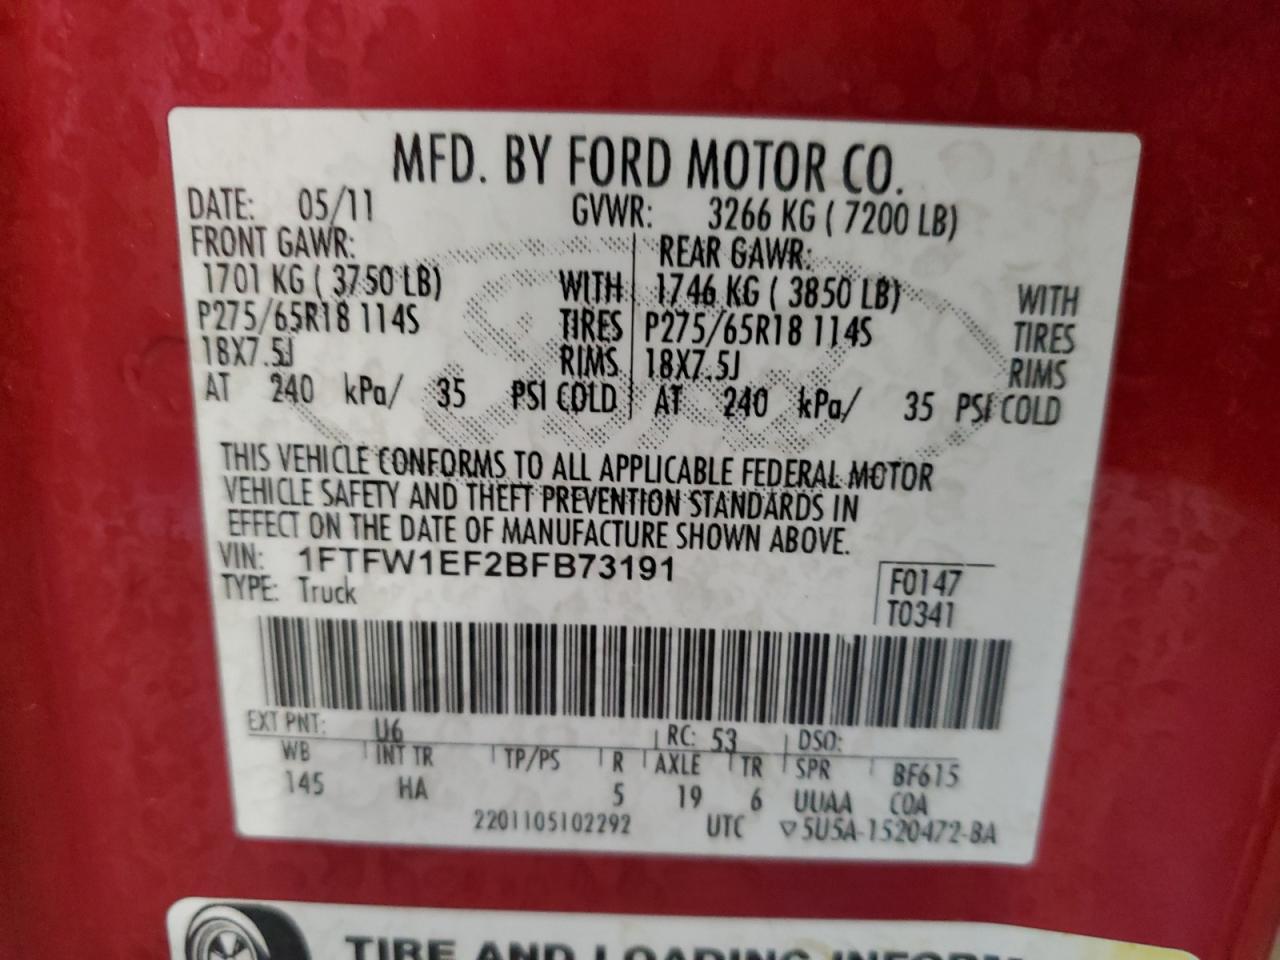 MFD. BY FORD MOTOR CO.
DATE: 05/11 GVWR: 3266 KG ( 7200 LB)
FRONT GAWR: REAR GAWR:
1701 KG ( 3750 LB) WITH 1746 KG ( 3850 LB) WITH
P275/65R18 114S TIRES P275/65R18 114S TIRES
18X7.5J RIMS 18X7.5J RIMS
AT 240 kPa/ 35 PSI COLD AT 240 kPa/ 35 PSI COLD
THIS VEHICLE CONFORMS TO ALL APPLICABLE FEDERAL MOTOR
VEHICLE SAFETY AND THEFT PREVENTION STANDARDS IN
EFFECT ON THE DATE OF MANUFACTURE SHOWN ABOVE.
VIN: 1FTFW1EF2BFB73191 F0147
TYPE: Truck T0341
EXT PNT: U6 RC: 53 DSO:
WB INT TR TP/PS R AXLE TR SPR BF615
145 HA 5 19 6 UUAA COA
2201105102292 UTC ▽5U5A-1520472-BA
TIRE AND LOADING INFORM